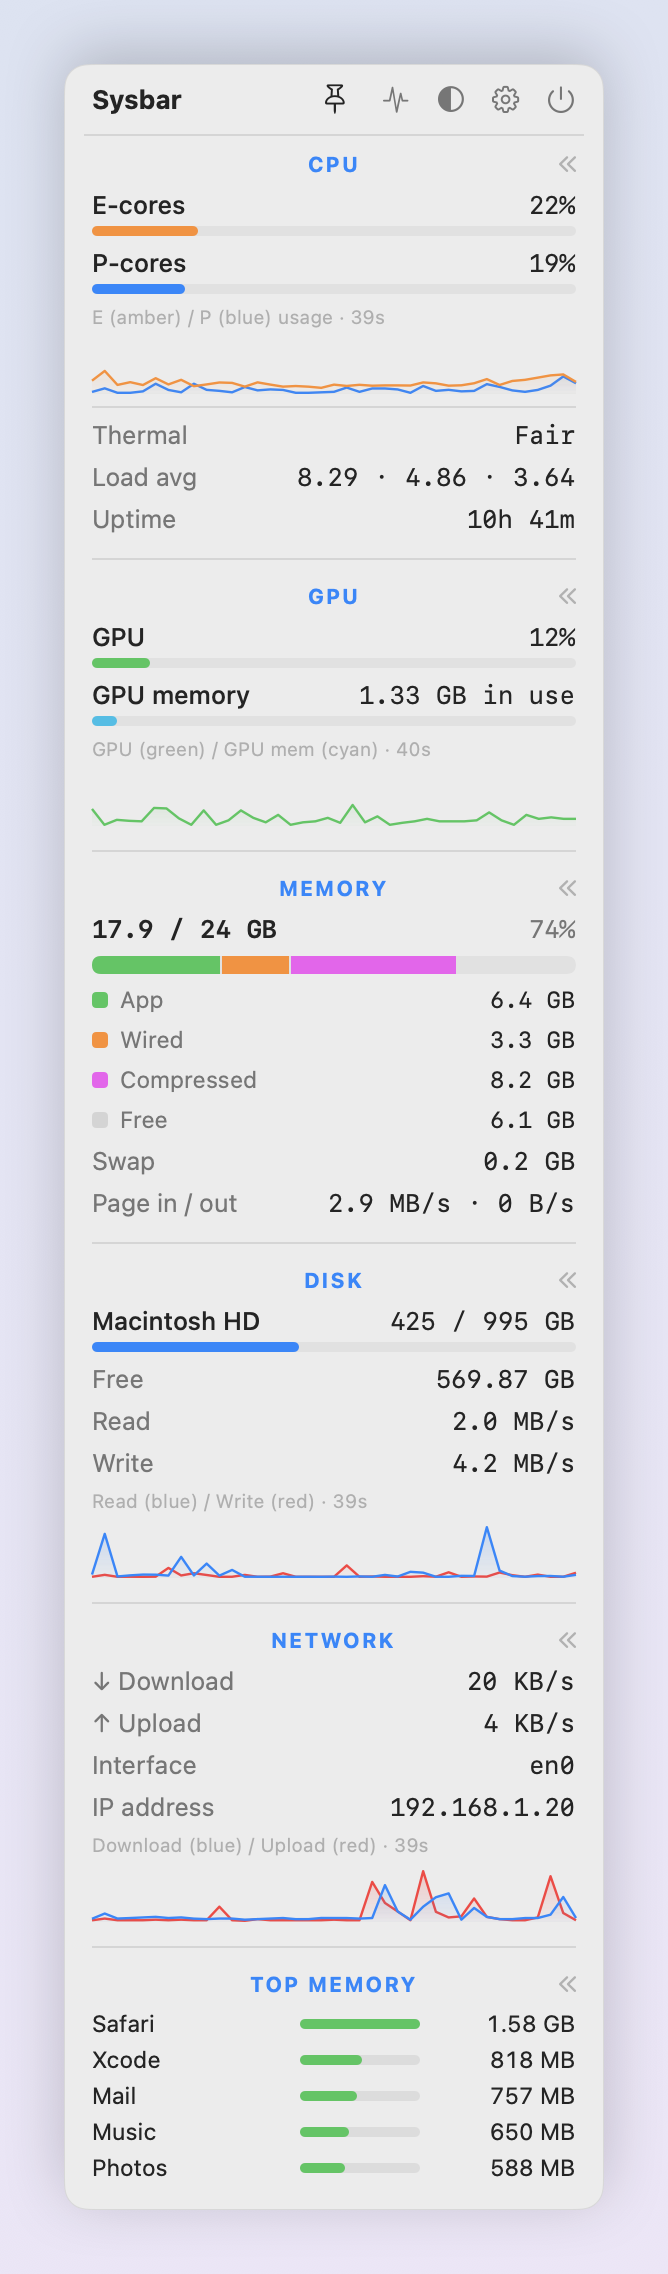 Sysbar
CPU
E-cores 22%
P-cores 19%
E (amber) / P (blue) usage · 39s
Thermal Fair
Load avg 8.29 · 4.86 · 3.64
Uptime 10h 41m
GPU
GPU 12%
GPU memory 1.33 GB in use
GPU (green) / GPU mem (cyan) · 40s
MEMORY
17.9 / 24 GB 74%
App 6.4 GB
Wired 3.3 GB
Compressed 8.2 GB
Free 6.1 GB
Swap 0.2 GB
Page in / out 2.9 MB/s · 0 B/s
DISK
Macintosh HD 425 / 995 GB
Free 569.87 GB
Read 2.0 MB/s
Write 4.2 MB/s
Read (blue) / Write (red) · 39s
NETWORK
↓ Download 20 KB/s
↑ Upload 4 KB/s
Interface en0
IP address 192.168.1.20
Download (blue) / Upload (red) · 39s
TOP MEMORY
Safari 1.58 GB
Xcode 818 MB
Mail 757 MB
Music 650 MB
Photos 588 MB